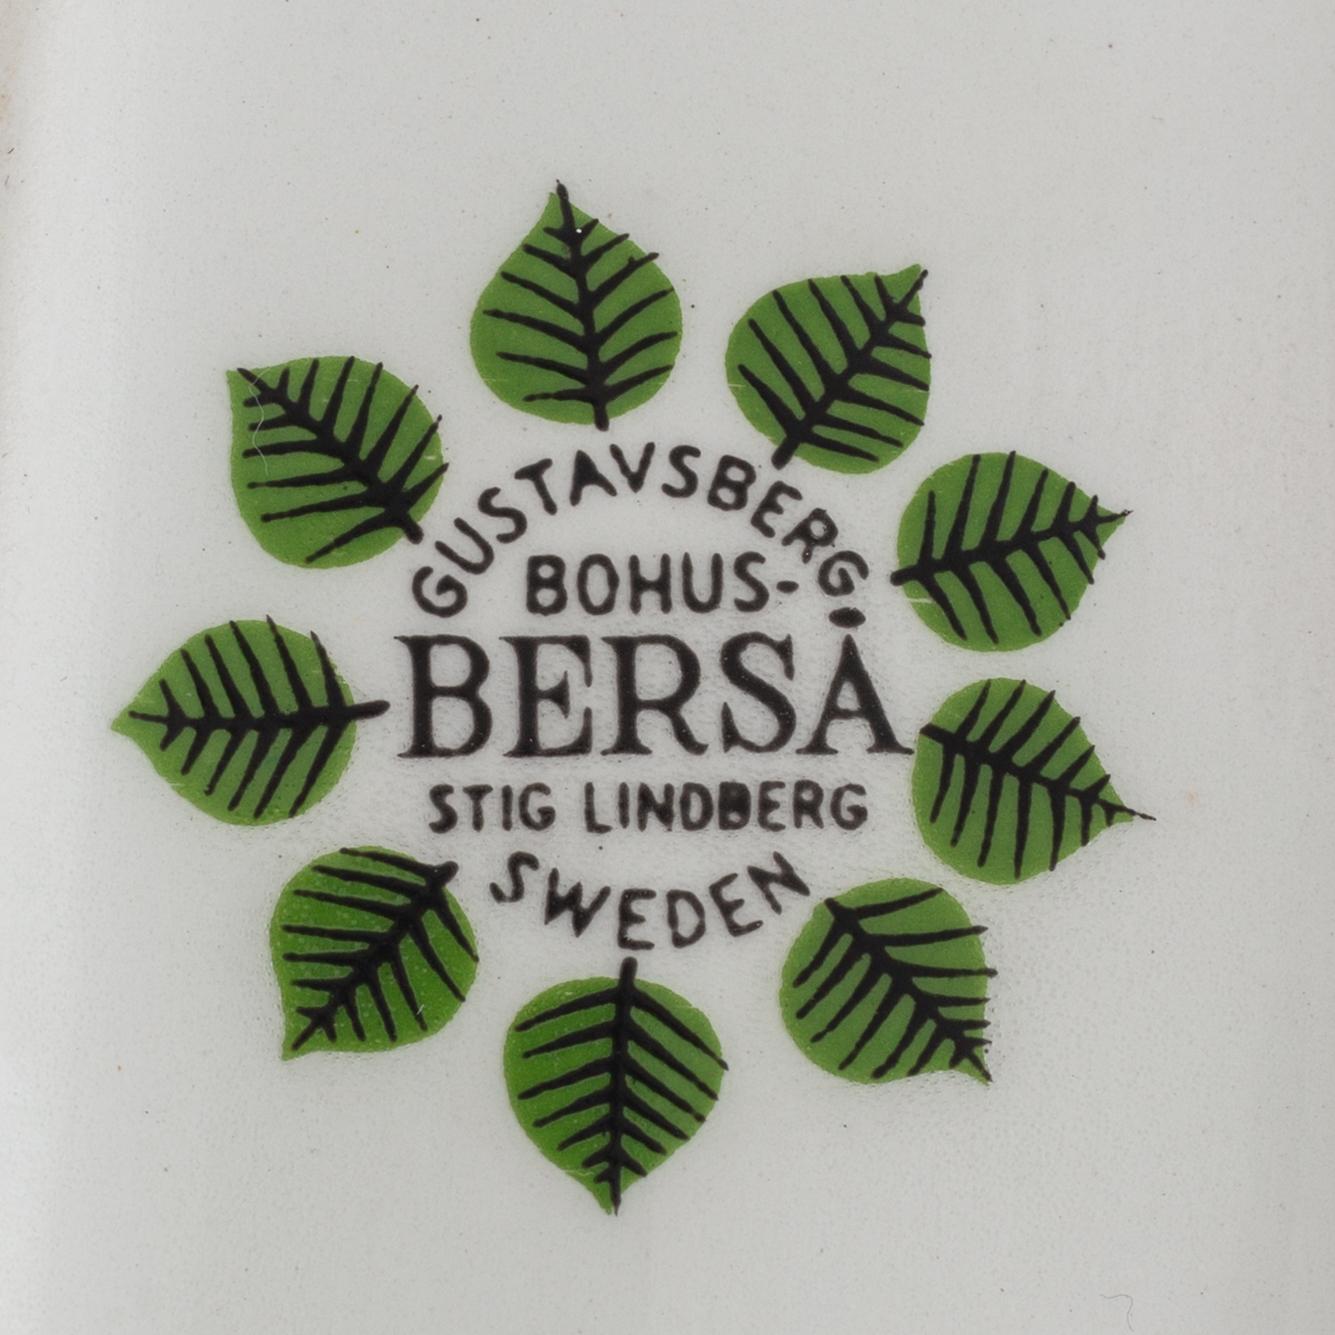 GUSTAVSBERG
BOHUS-
BERSÅ
STIG LINDBERG
SWEDEN